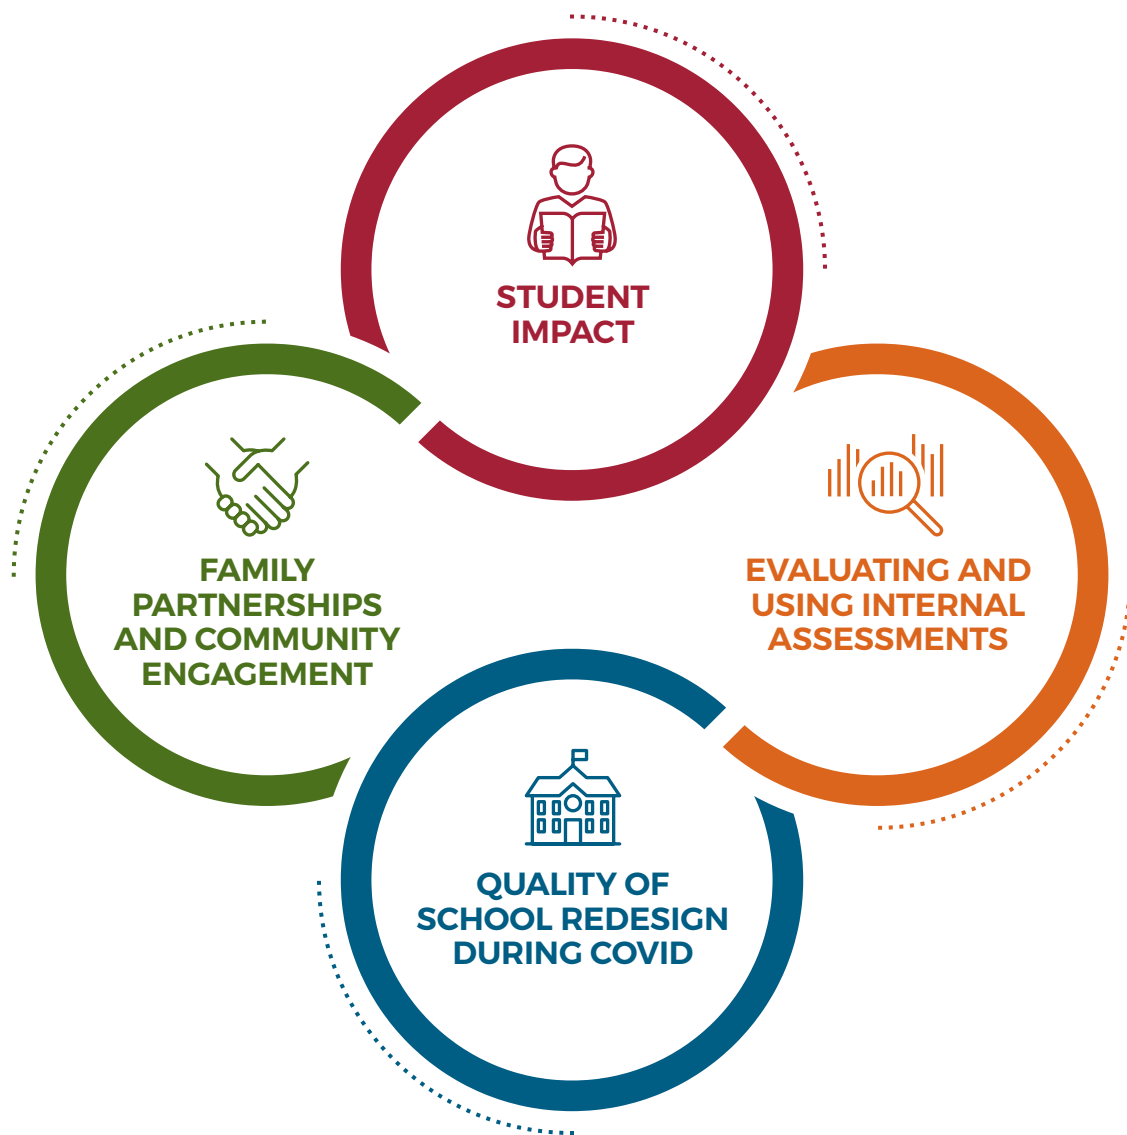 STUDENT
IMPACT
FAMILY
PARTNERSHIPS
AND COMMUNITY
ENGAGEMENT
EVALUATING AND
USING INTERNAL
ASSESSMENTS
QUALITY OF
SCHOOL REDESIGN
DURING COVID